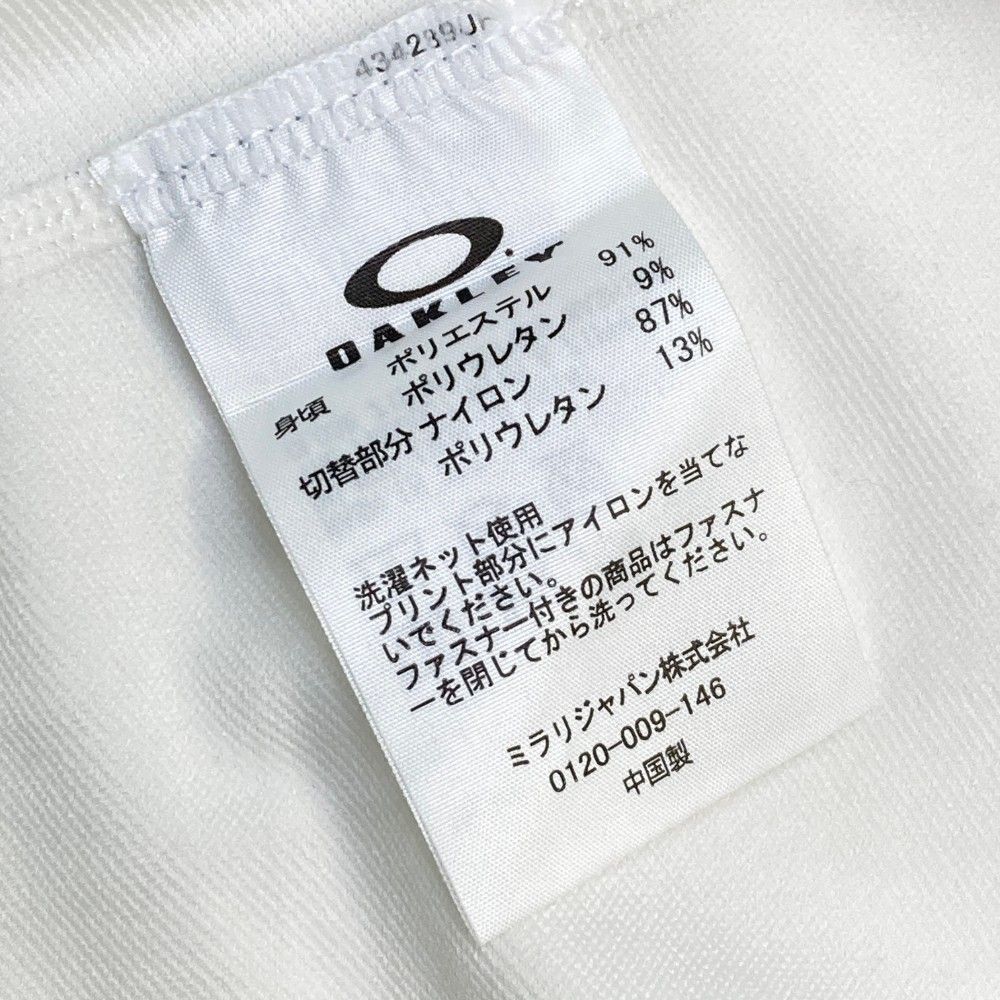 434239JP
OAKLEY
身頃 ポリエステル 91%
ポリウレタン 9%
切替部分 ナイロン 87%
ポリウレタン 13%
洗濯ネット使用
プリント部分にアイロンを当てな
いでください。
ファスナー付きの商品はファスナ
ーを閉じてから洗ってください。
ミラリジャパン株式会社
0120-009-146
中国製